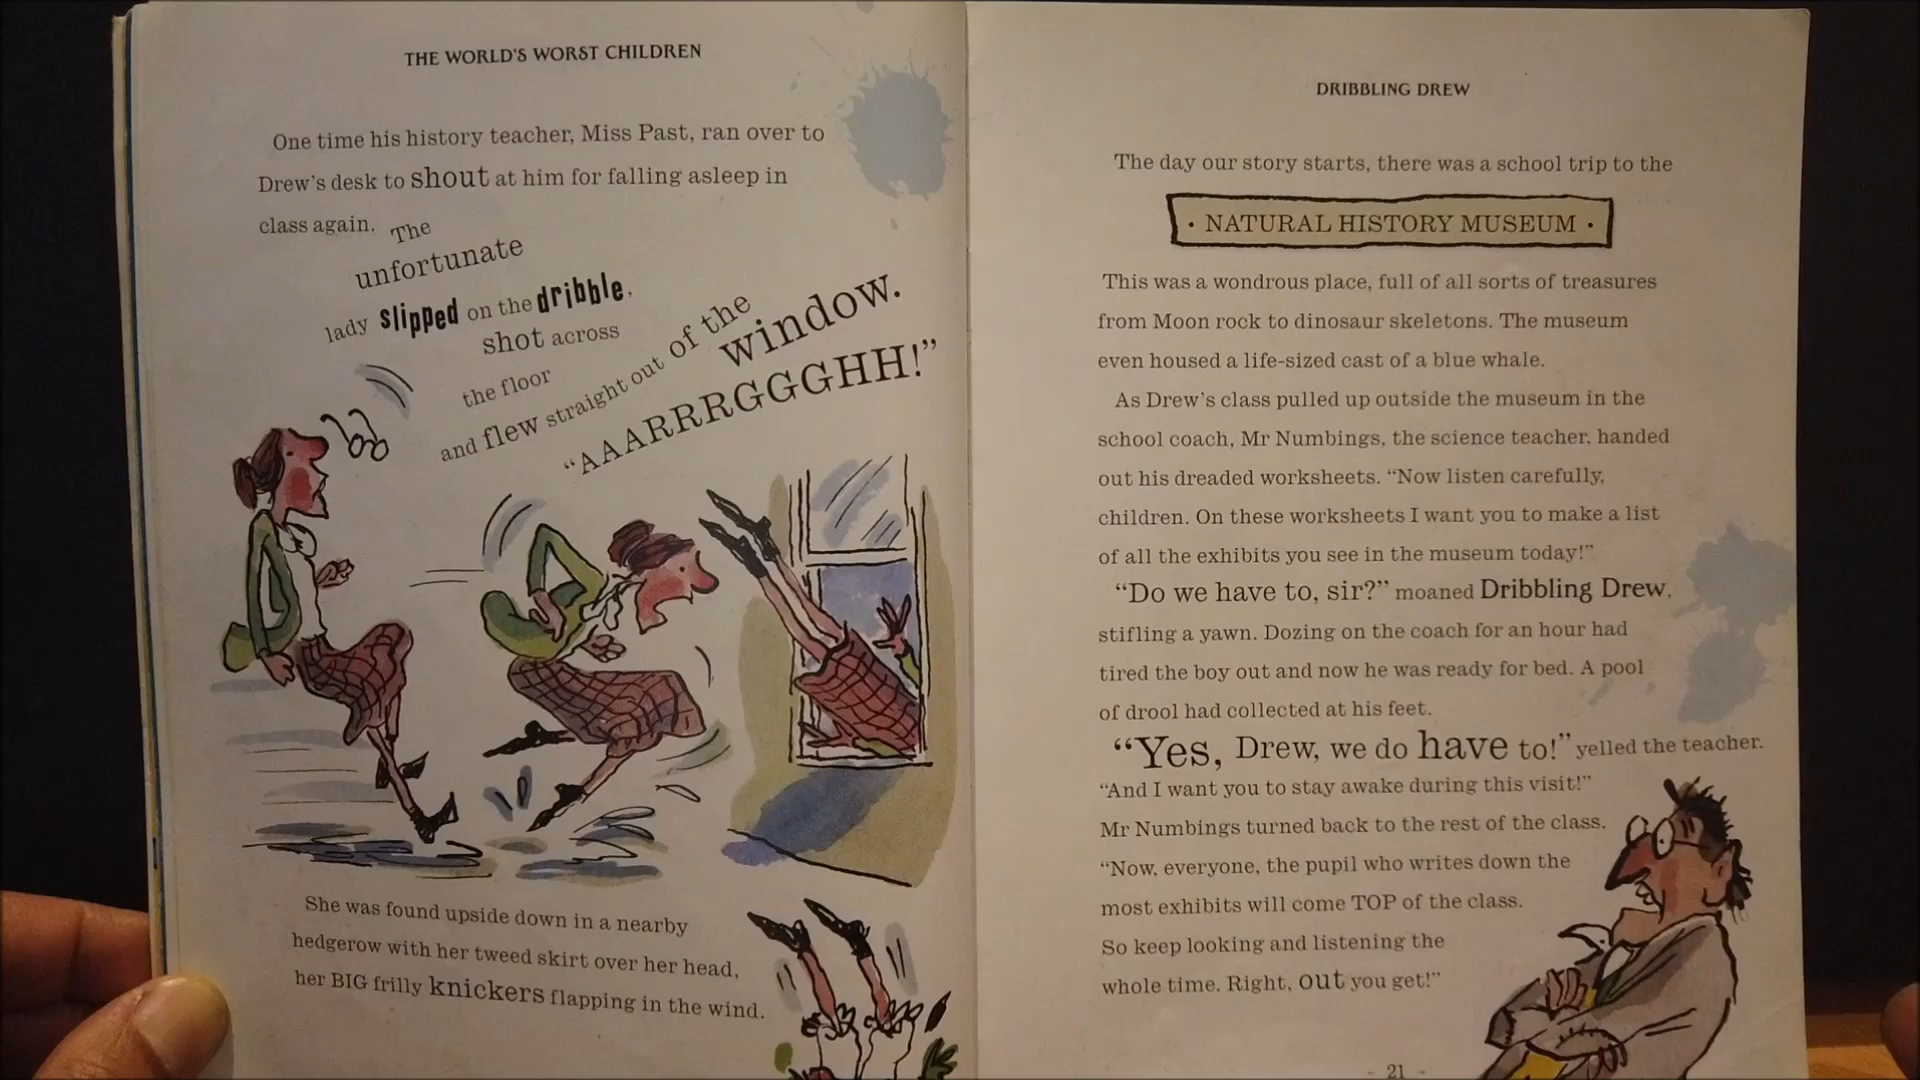 THE WORLD'S WORST CHILDREN
One time his history teacher, Miss Past, ran over to
Drew's desk to shout at him for falling asleep in
class again. The
unfortunate
lady slipped on the dribble,
shot across
the floor
and flew straight out of the
window.
"AAARRRGGGGHH!"
She was found upside down in a nearby
hedgerow with her tweed skirt over her head,
her BIG frilly knickers flapping in the wind.
DRIBBLING DREW
The day our story starts, there was a school trip to the
· NATURAL HISTORY MUSEUM ·
This was a wondrous place, full of all sorts of treasures
from Moon rock to dinosaur skeletons. The museum
even housed a life-sized cast of a blue whale.
As Drew's class pulled up outside the museum in the
school coach, Mr Numbings, the science teacher, handed
out his dreaded worksheets. "Now listen carefully,
children. On these worksheets I want you to make a list
of all the exhibits you see in the museum today!"
"Do we have to, sir?" moaned Dribbling Drew,
stifling a yawn. Dozing on the coach for an hour had
tired the boy out and now he was ready for bed. A pool
of drool had collected at his feet.
"Yes, Drew, we do have to!" yelled the teacher.
"And I want you to stay awake during this visit!"
Mr Numbings turned back to the rest of the class.
"Now, everyone, the pupil who writes down the
most exhibits will come TOP of the class.
So keep looking and listening the
whole time. Right, out you get!"
- 21 -